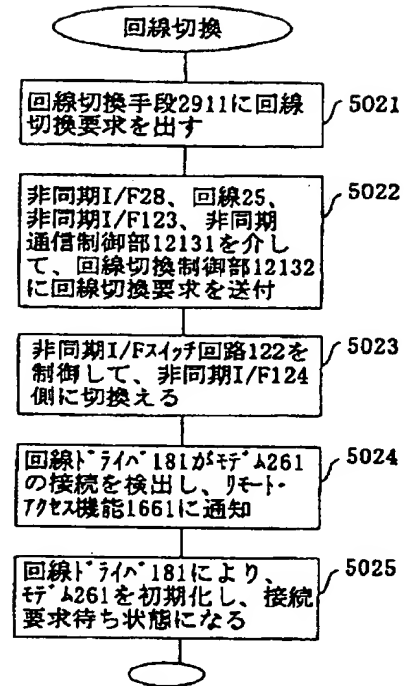 回線切換
回線切換手段2911に回線
切換要求を出す
5021
非同期I/F28、回線25、
非同期I/F123、非同期
通信制御部12131を介し
て、回線切換制御部12132
に回線切換要求を送付
5022
非同期I/Fスイッチ回路122を
制御して、非同期I/F124
側に切換える
5023
回線ドライバ181がモデム261
の接続を検出し、リモート・
アクセス機能1661に通知
5024
回線ドライバ181により、
モデム261を初期化し、接続
要求待ち状態になる
5025